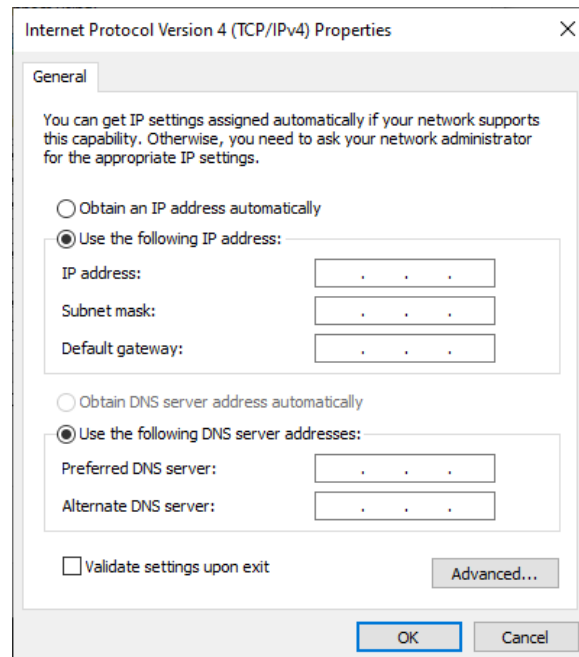 Internet Protocol Version 4 (TCP/IPv4) Properties
General
You can get IP settings assigned automatically if your network supports
this capability. Otherwise, you need to ask your network administrator
for the appropriate IP settings.
Obtain an IP address automatically
Use the following IP address:
IP address: . . .
Subnet mask: . . .
Default gateway: . . .
Obtain DNS server address automatically
Use the following DNS server addresses:
Preferred DNS server: . . .
Alternate DNS server: . . .
Validate settings upon exit
Advanced...
OK Cancel